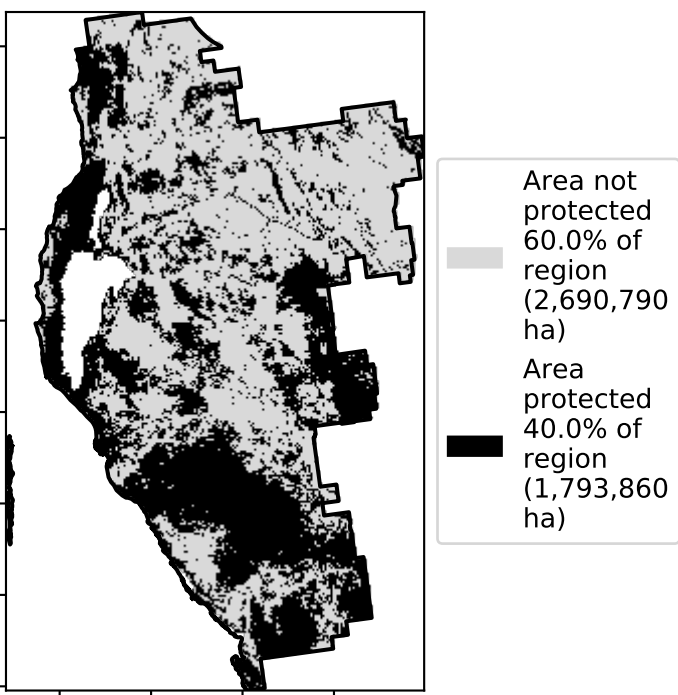 Area not
protected
60.0% of
region
(2,690,790
ha)
Area
protected
40.0% of
region
(1,793,860
ha)